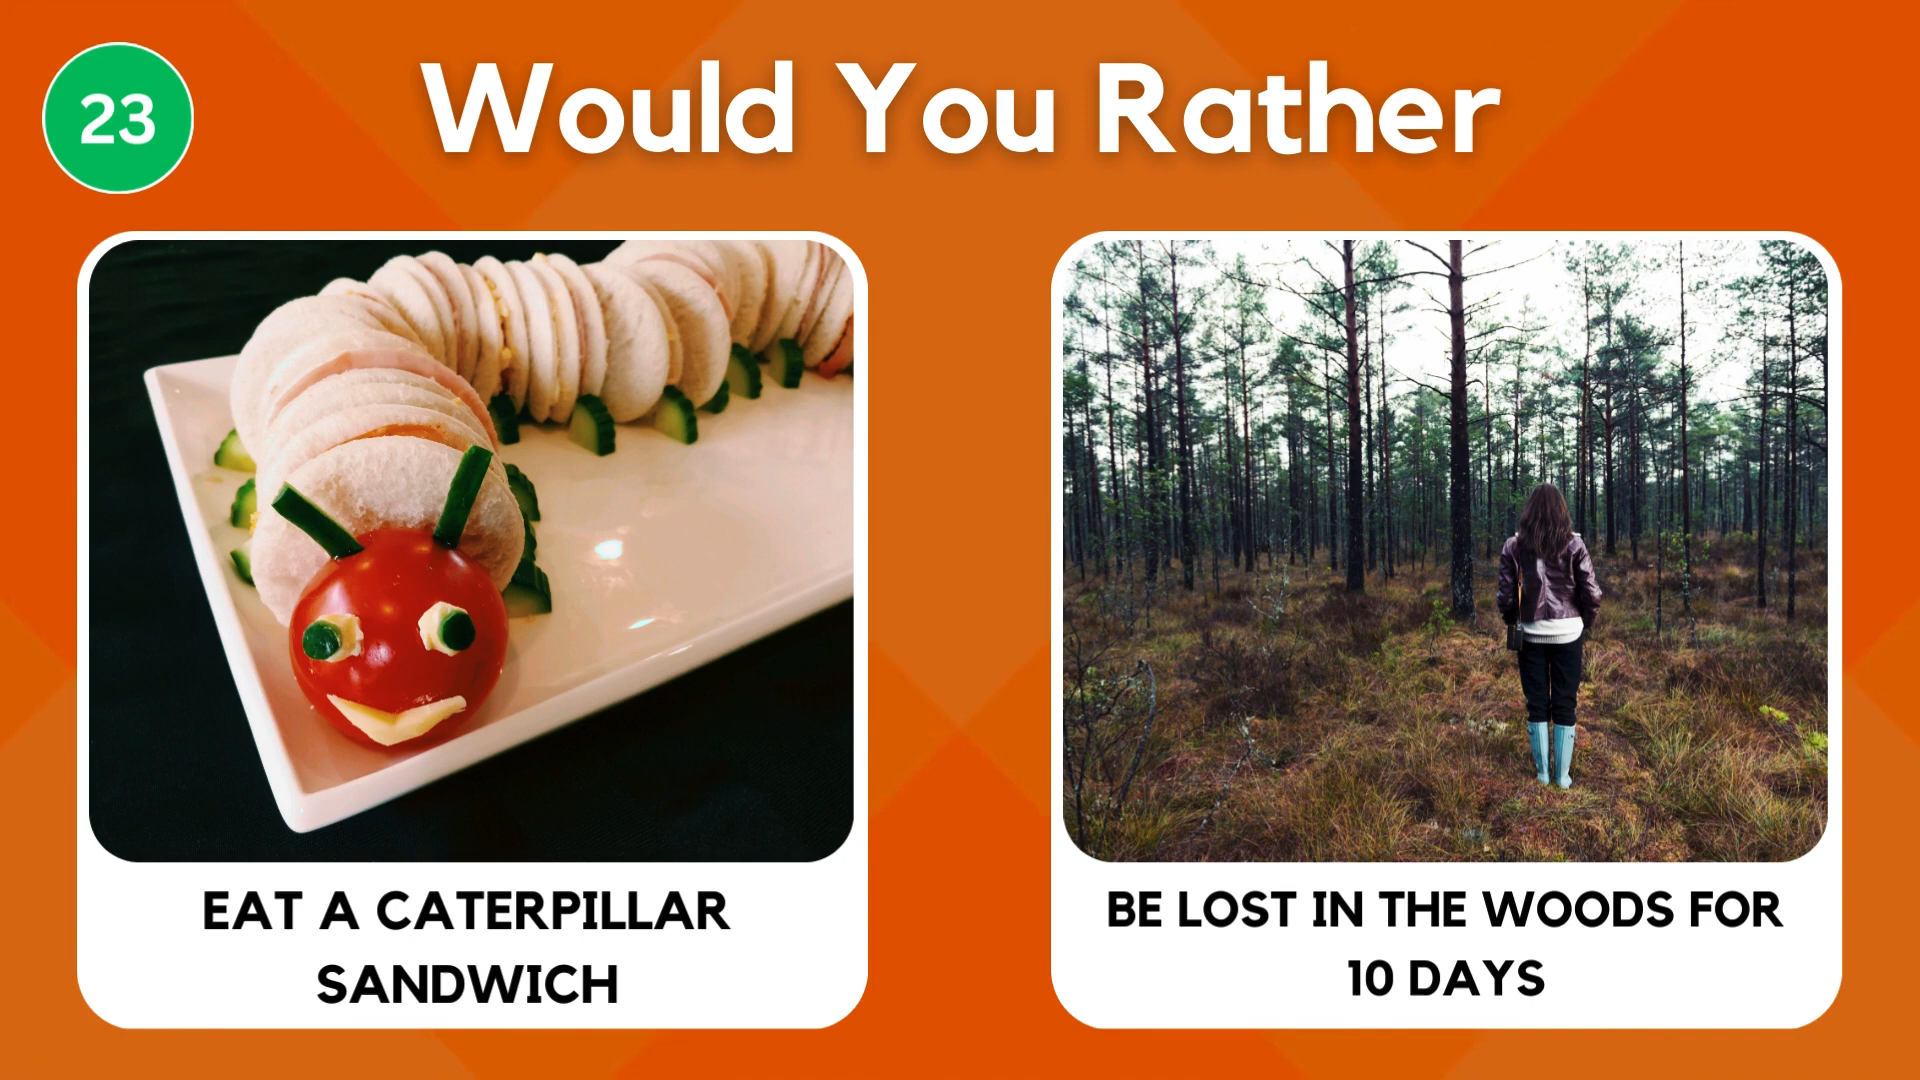 23
Would You Rather
EAT A CATERPILLAR
SANDWICH
BE LOST IN THE WOODS FOR
10 DAYS